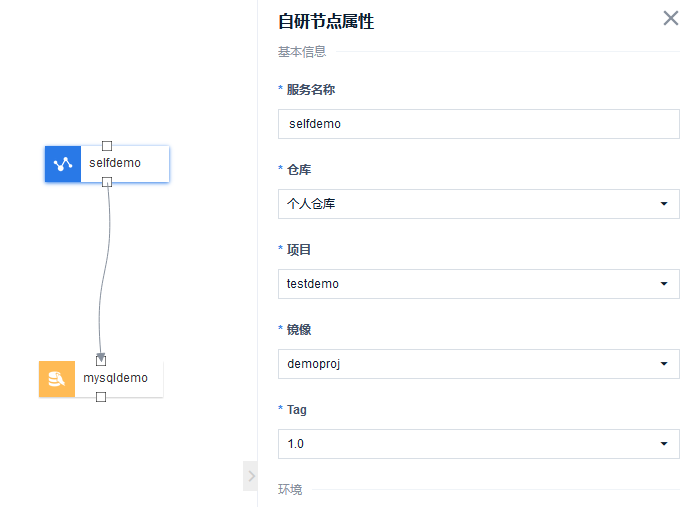 selfdemo
mysqldemo
自研节点属性
基本信息
* 服务名称
selfdemo
* 仓库
个人仓库
* 项目
testdemo
* 镜像
demoproj
* Tag
1.0
环境